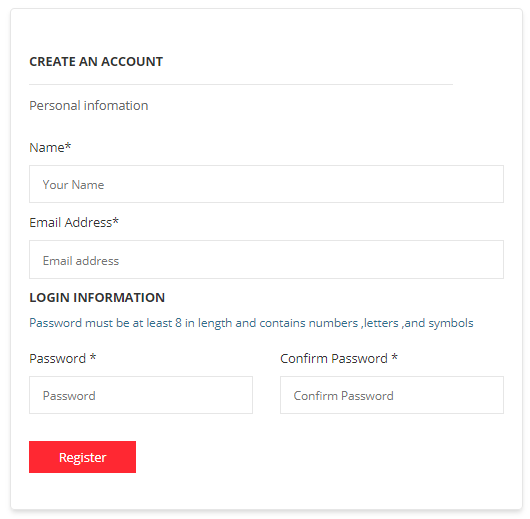 CREATE AN ACCOUNT
Personal infomation
Name*
Your Name
Email Address*
Email address
LOGIN INFORMATION
Password must be at least 8 in length and contains numbers ,letters ,and symbols
Password * Confirm Password *
Password Confirm Password
Register